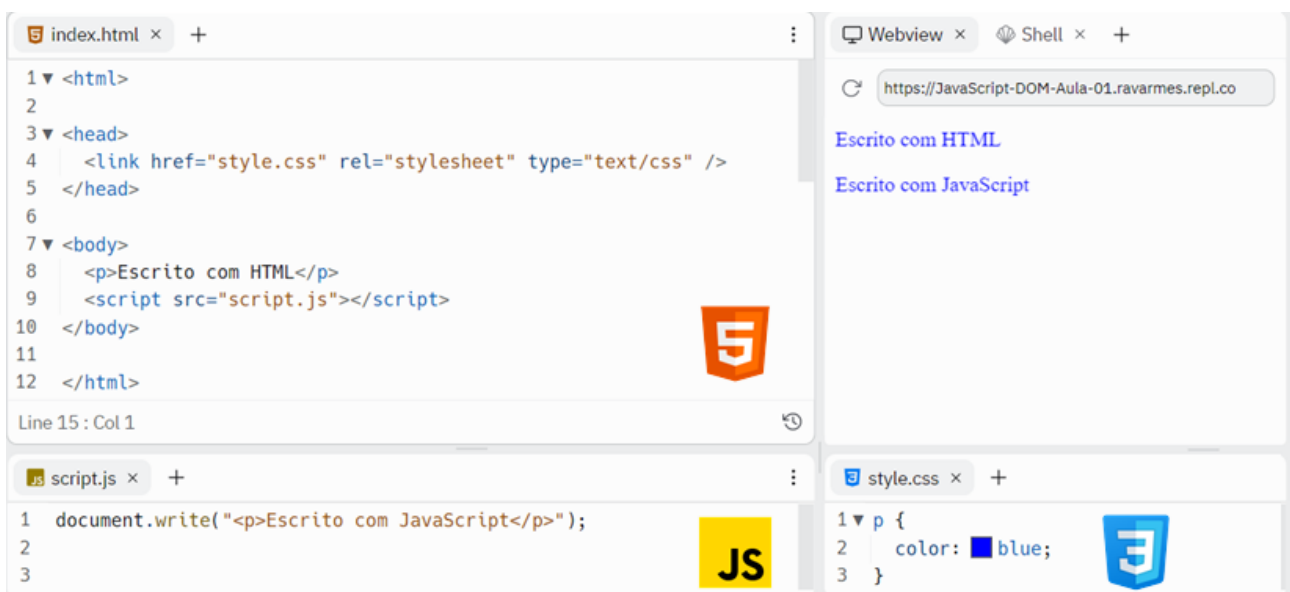 index.html × +
1 <html>
2
3 <head>
4 <link href="style.css" rel="stylesheet" type="text/css" />
5 </head>
6
7 <body>
8 <p>Escrito com HTML</p>
9 <script src="script.js"></script>
10 </body>
11
12 </html>
Line 15 : Col 1
Webview × Shell × +
https://JavaScript-DOM-Aula-01.ravarmes.repl.co
Escrito com HTML
Escrito com JavaScript
JS script.js × +
1 document.write("<p>Escrito com JavaScript</p>");
2
3
JS
style.css × +
1 p {
2 color: blue;
3 }